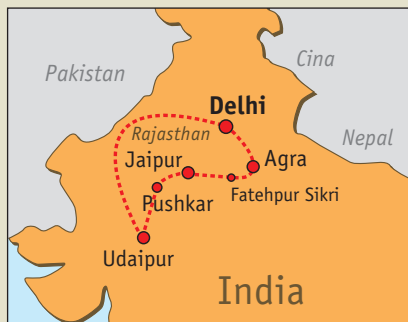 Cina
Pakistan
Delhi
Rajasthan
Nepal
Jaipur
Agra
Pushkar
Fatehpur Sikri
Udaipur
India